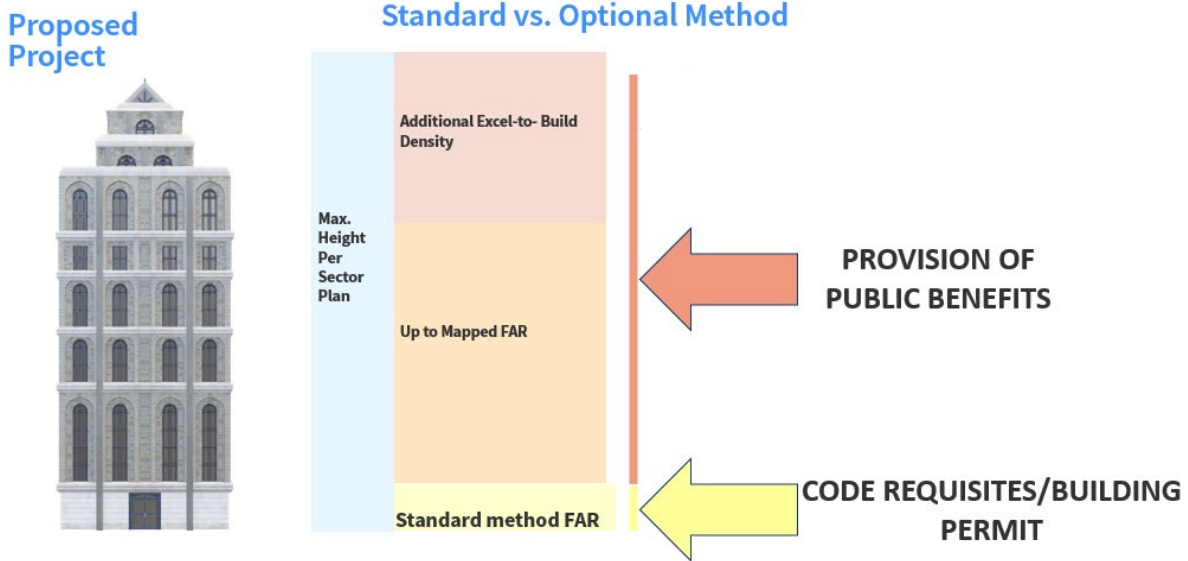 Proposed
Project
Standard vs. Optional Method
Additional Excel-to- Build
Density
Max.
Height
Per
Sector
Plan
Up to Mapped FAR
Standard method FAR
PROVISION OF
PUBLIC BENEFITS
CODE REQUISITES/BUILDING
PERMIT